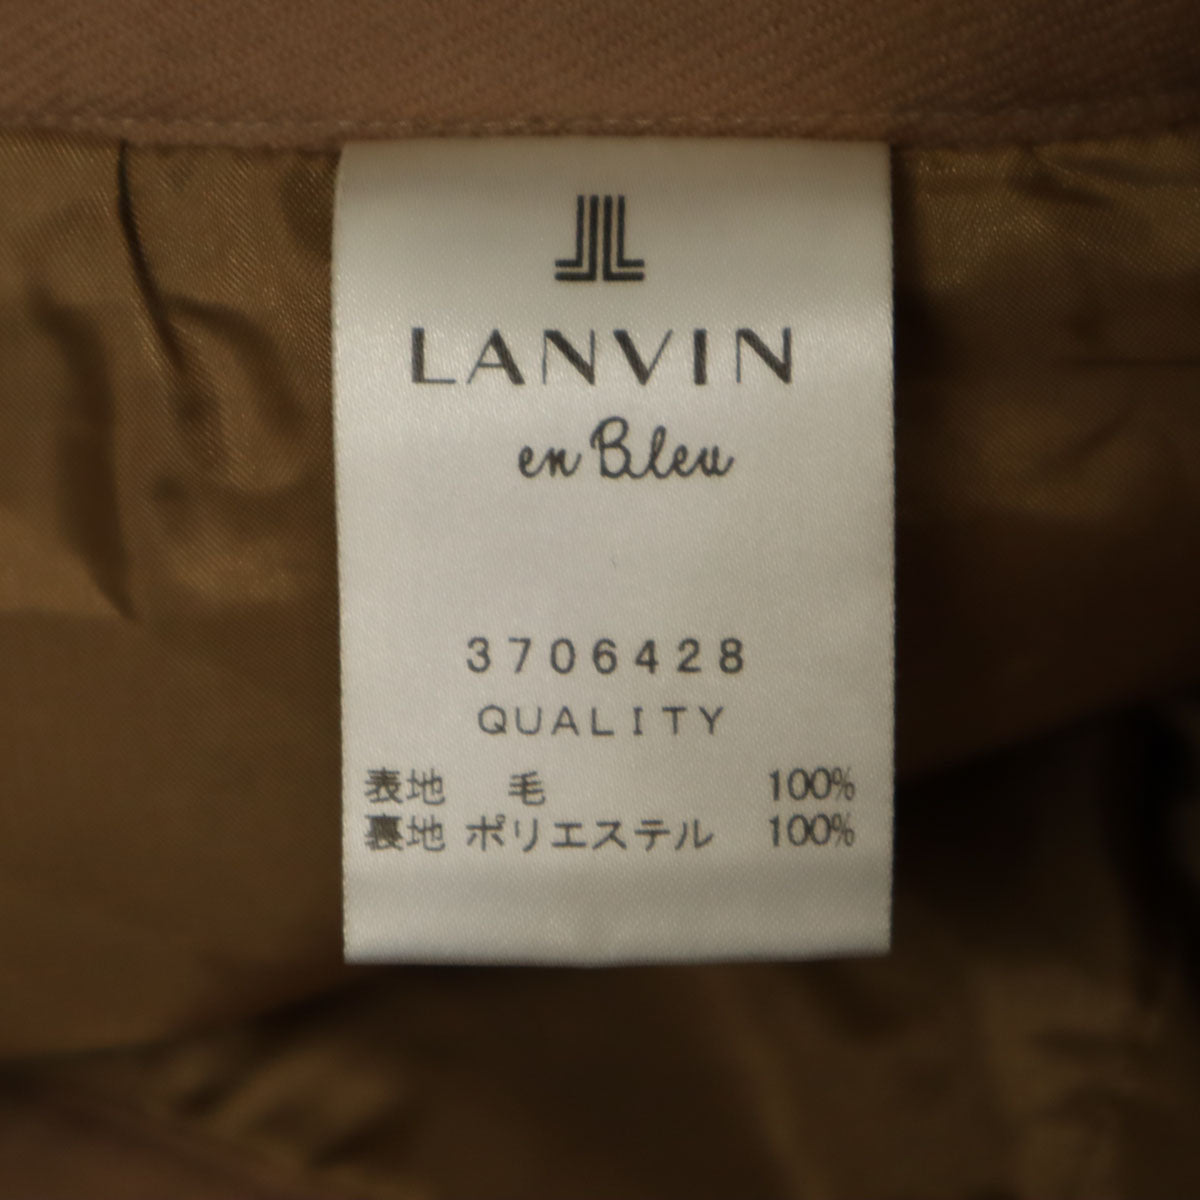 LANVIN
en Bleu
3706428
QUALITY
表地 毛 100%
裏地 ポリエステル 100%